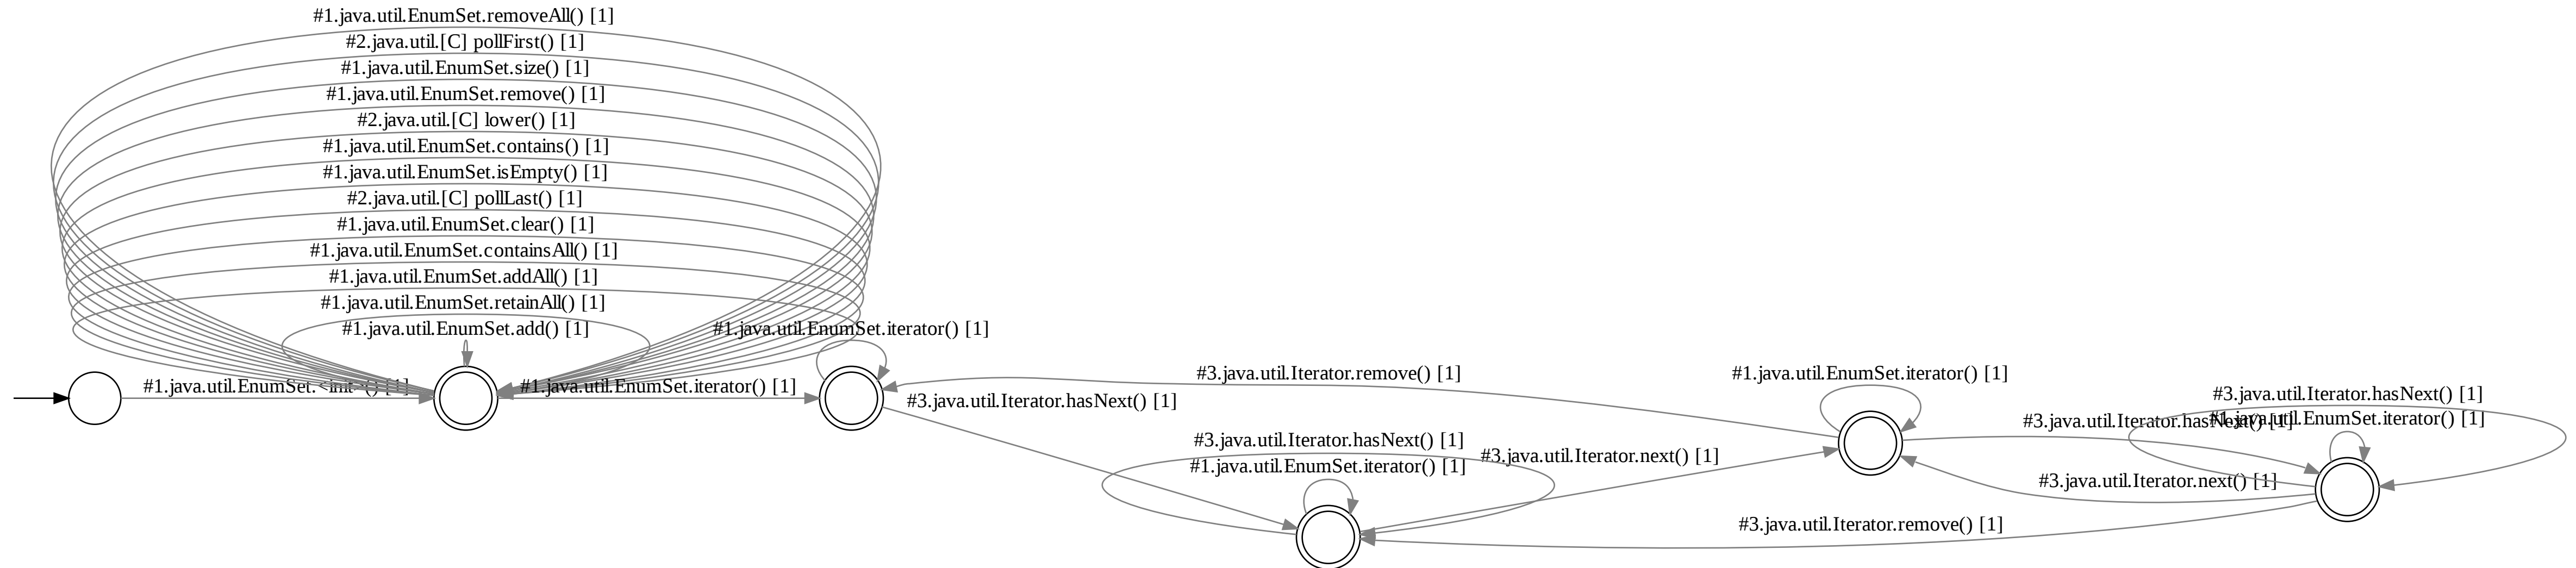 #1.java.util.EnumSet.removeAll() [1]
#2.java.util.[C] pollFirst() [1]
#1.java.util.EnumSet.size() [1]
#1.java.util.EnumSet.remove() [1]
#2.java.util.[C] lower() [1]
#1.java.util.EnumSet.contains() [1]
#1.java.util.EnumSet.isEmpty() [1]
#2.java.util.[C] pollLast() [1]
#1.java.util.EnumSet.clear() [1]
#1.java.util.EnumSet.containsAll() [1]
#1.java.util.EnumSet.addAll() [1]
#1.java.util.EnumSet.retainAll() [1]
#1.java.util.EnumSet.add() [1]
#1.java.util.EnumSet.iterator() [1]
#1.java.util.EnumSet.<init>() [1]
#1.java.util.EnumSet.iterator() [1]
#3.java.util.Iterator.remove() [1]
#3.java.util.Iterator.hasNext() [1]
#1.java.util.EnumSet.iterator() [1]
#3.java.util.Iterator.hasNext() [1]
#3.java.util.Iterator.hasNext() [1]
#1.java.util.EnumSet.iterator() [1]
#3.java.util.Iterator.hasNext() [1]
#1.java.util.EnumSet.iterator() [1]
#3.java.util.Iterator.next() [1]
#3.java.util.Iterator.next() [1]
#3.java.util.Iterator.remove() [1]